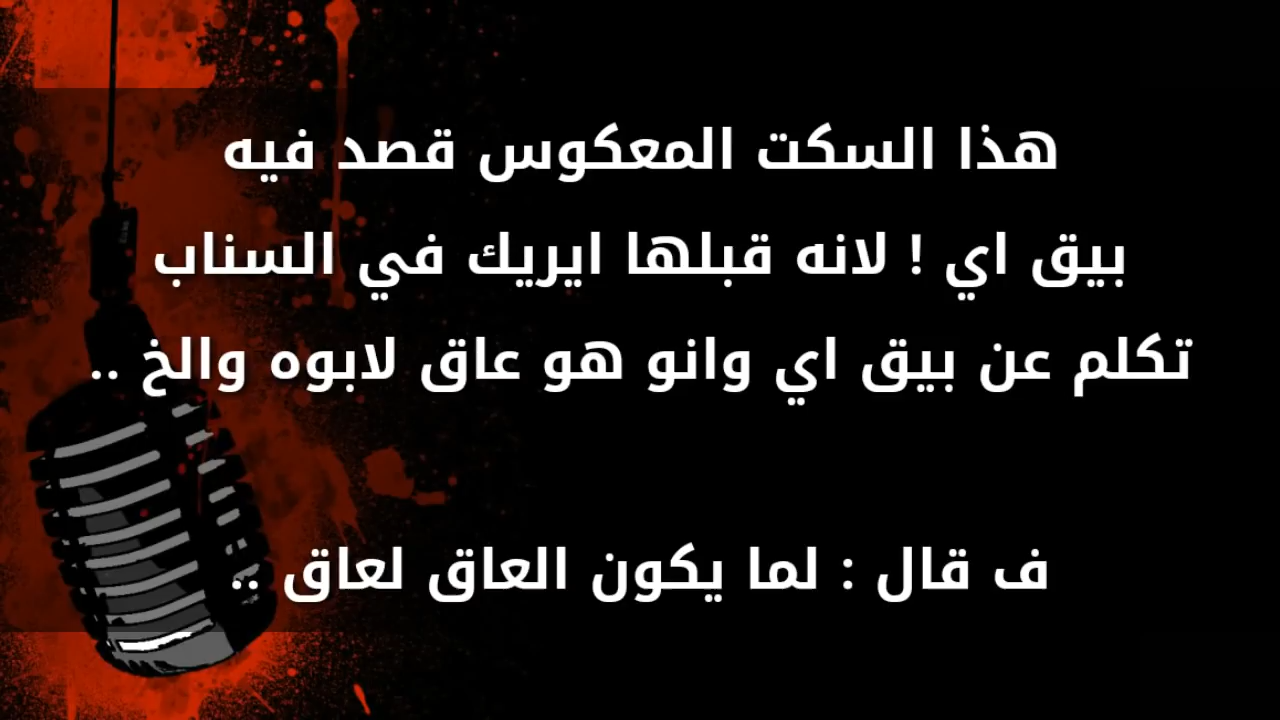 هذا السكت المعكوس قصد فيه
بيق اي ! لانه قبلها ايريك في السناب
تكلم عن بيق اي وانو هو عاق لابوه والخ ..
ف قال : لما يكون العاق لعاق ..